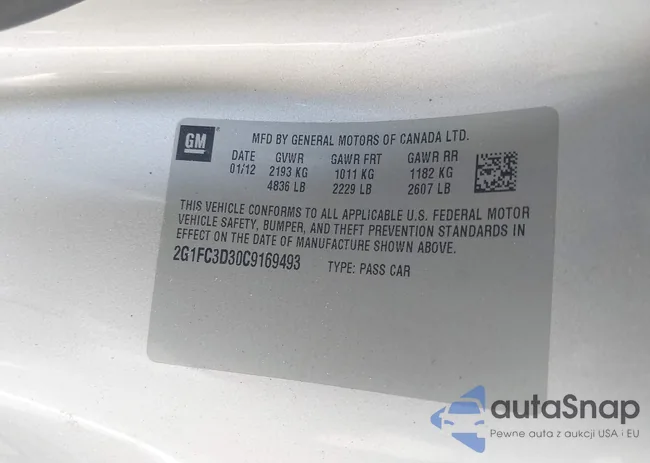 GM
MFD BY GENERAL MOTORS OF CANADA LTD.
DATE GVWR GAWR FRT GAWR RR
01/12 2193 KG 1011 KG 1182 KG
4836 LB 2229 LB 2607 LB
THIS VEHICLE CONFORMS TO ALL APPLICABLE U.S. FEDERAL MOTOR
VEHICLE SAFETY, BUMPER, AND THEFT PREVENTION STANDARDS IN
EFFECT ON THE DATE OF MANUFACTURE SHOWN ABOVE.
2G1FC3D30C9169493 TYPE: PASS CAR
autaSnap
Pewne auta z aukcji USA i EU